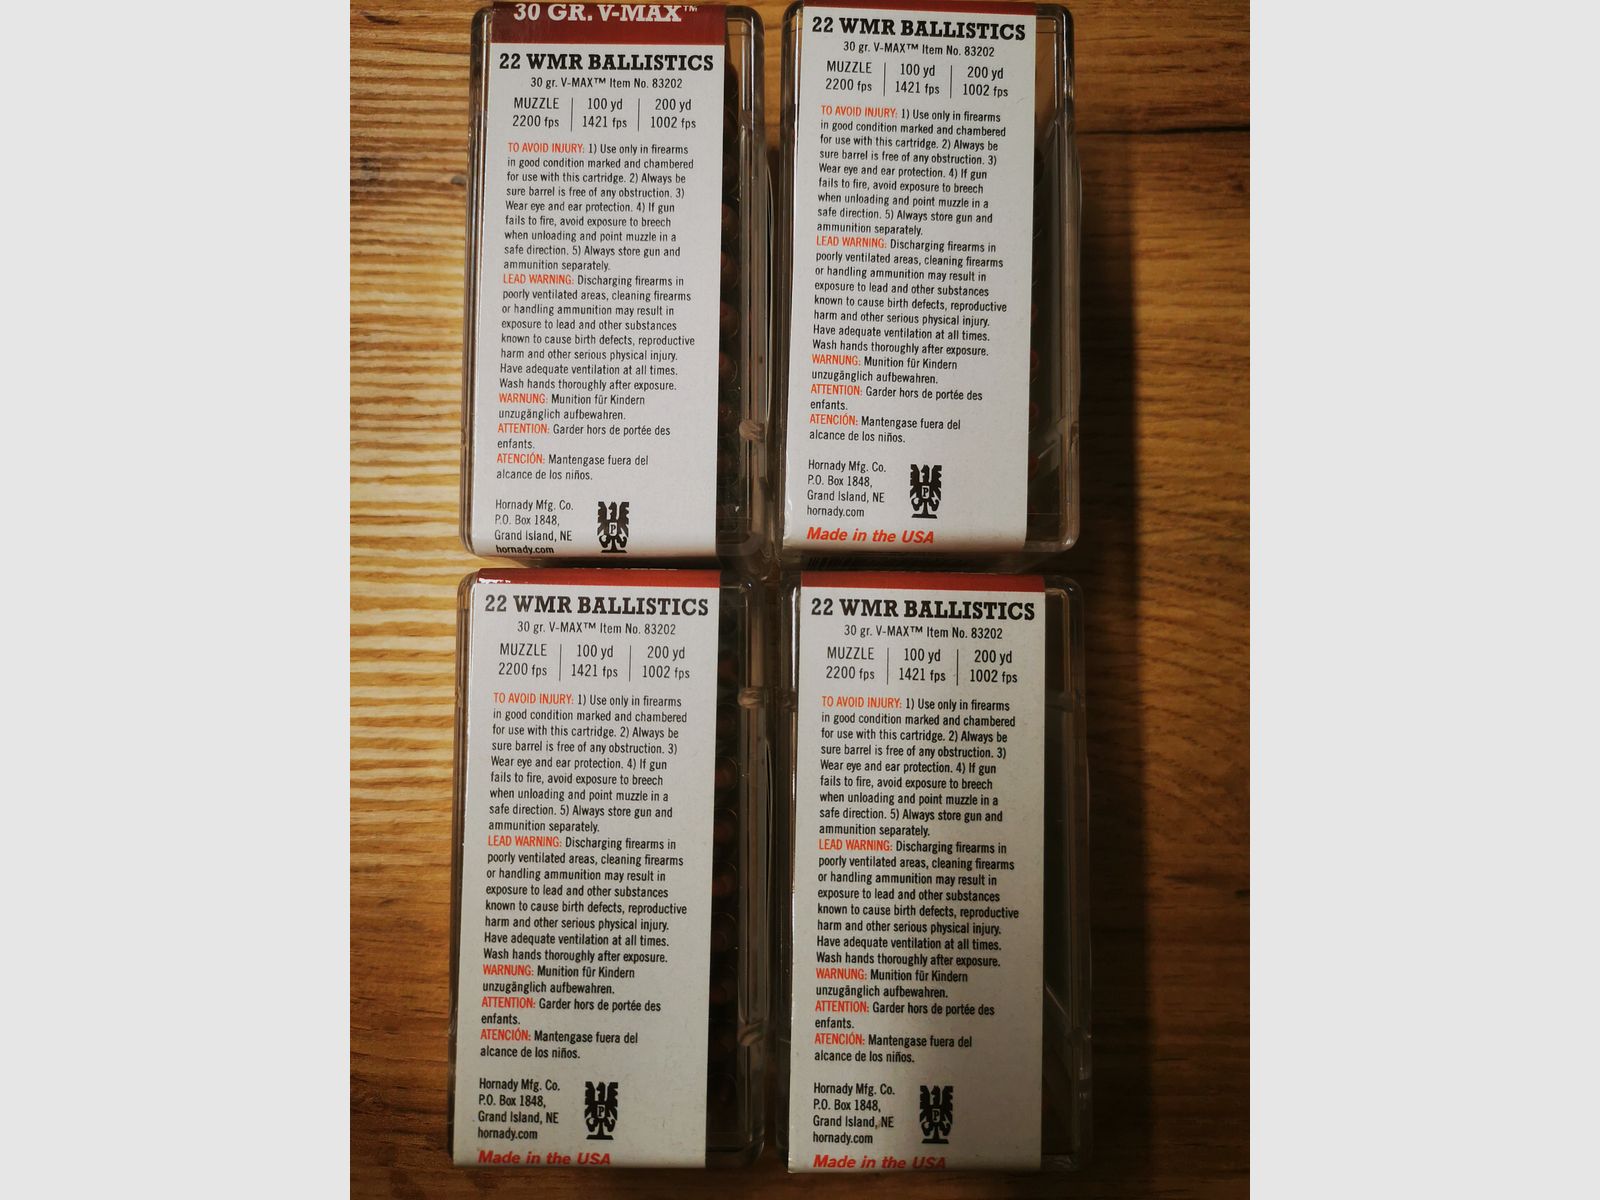 30 GR. V-MAX™
22 WMR BALLISTICS
30 gr. V-MAX™ Item No. 83202
MUZZLE 100 yd 200 yd
2200 fps 1421 fps 1002 fps
TO AVOID INJURY: 1) Use only in firearms
in good condition marked and chambered
for use with this cartridge. 2) Always be
sure barrel is free of any obstruction. 3)
Wear eye and ear protection. 4) If gun
fails to fire, avoid exposure to breech
when unloading and point muzzle in a
safe direction. 5) Always store gun and
ammunition separately.
LEAD WARNING: Discharging firearms in
poorly ventilated areas, cleaning firearms
or handling ammunition may result in
exposure to lead and other substances
known to cause birth defects, reproductive
harm and other serious physical injury.
Have adequate ventilation at all times.
Wash hands thoroughly after exposure.
WARNUNG: Munition für Kindern
unzugänglich aufbewahren.
ATTENTION: Garder hors de portée des
enfants.
ATENCIÓN: Mantengase fuera del
alcance de los niños.
Hornady Mfg. Co.
P.O. Box 1848,
Grand Island, NE
hornady.com
P
22 WMR BALLISTICS
30 gr. V-MAX™ Item No. 83202
MUZZLE 100 yd 200 yd
2200 fps 1421 fps 1002 fps
TO AVOID INJURY: 1) Use only in firearms
in good condition marked and chambered
for use with this cartridge. 2) Always be
sure barrel is free of any obstruction. 3)
Wear eye and ear protection. 4) If gun
fails to fire, avoid exposure to breech
when unloading and point muzzle in a
safe direction. 5) Always store gun and
ammunition separately.
LEAD WARNING: Discharging firearms in
poorly ventilated areas, cleaning firearms
or handling ammunition may result in
exposure to lead and other substances
known to cause birth defects, reproductive
harm and other serious physical injury.
Have adequate ventilation at all times.
Wash hands thoroughly after exposure.
WARNUNG: Munition für Kindern
unzugänglich aufbewahren.
ATTENTION: Garder hors de portée des
enfants.
ATENCIÓN: Mantengase fuera del
alcance de los niños.
Hornady Mfg. Co.
P.O. Box 1848,
Grand Island, NE
hornady.com
P
Made in the USA
22 WMR BALLISTICS
30 gr. V-MAX™ Item No. 83202
MUZZLE 100 yd 200 yd
2200 fps 1421 fps 1002 fps
TO AVOID INJURY: 1) Use only in firearms
in good condition marked and chambered
for use with this cartridge. 2) Always be
sure barrel is free of any obstruction. 3)
Wear eye and ear protection. 4) If gun
fails to fire, avoid exposure to breech
when unloading and point muzzle in a
safe direction. 5) Always store gun and
ammunition separately.
LEAD WARNING: Discharging firearms in
poorly ventilated areas, cleaning firearms
or handling ammunition may result in
exposure to lead and other substances
known to cause birth defects, reproductive
harm and other serious physical injury.
Have adequate ventilation at all times.
Wash hands thoroughly after exposure.
WARNUNG: Munition für Kindern
unzugänglich aufbewahren.
ATTENTION: Garder hors de portée des
enfants.
ATENCIÓN: Mantengase fuera del
alcance de los niños.
Hornady Mfg. Co.
P.O. Box 1848,
Grand Island, NE
hornady.com
P
Made in the USA
22 WMR BALLISTICS
30 gr. V-MAX™ Item No. 83202
MUZZLE 100 yd 200 yd
2200 fps 1421 fps 1002 fps
TO AVOID INJURY: 1) Use only in firearms
in good condition marked and chambered
for use with this cartridge. 2) Always be
sure barrel is free of any obstruction. 3)
Wear eye and ear protection. 4) If gun
fails to fire, avoid exposure to breech
when unloading and point muzzle in a
safe direction. 5) Always store gun and
ammunition separately.
LEAD WARNING: Discharging firearms in
poorly ventilated areas, cleaning firearms
or handling ammunition may result in
exposure to lead and other substances
known to cause birth defects, reproductive
harm and other serious physical injury.
Have adequate ventilation at all times.
Wash hands thoroughly after exposure.
WARNUNG: Munition für Kindern
unzugänglich aufbewahren.
ATTENTION: Garder hors de portée des
enfants.
ATENCIÓN: Mantengase fuera del
alcance de los niños.
Hornady Mfg. Co.
P.O. Box 1848,
Grand Island, NE
hornady.com
P
Made in the USA